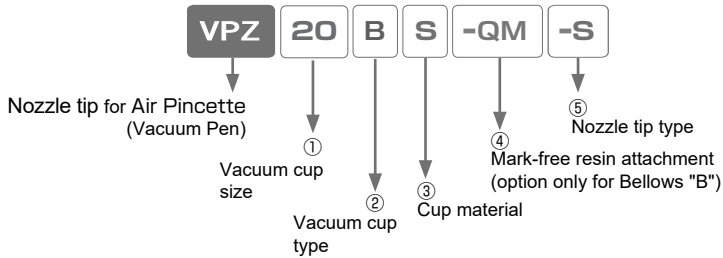 VPZ 20 B S -QM -S
Nozzle tip for Air Pincette
(Vacuum Pen)
①
Vacuum cup
size
②
Vacuum cup
type
③
Cup material
④
Mark-free resin attachment
(option only for Bellows "B")
⑤
Nozzle tip type